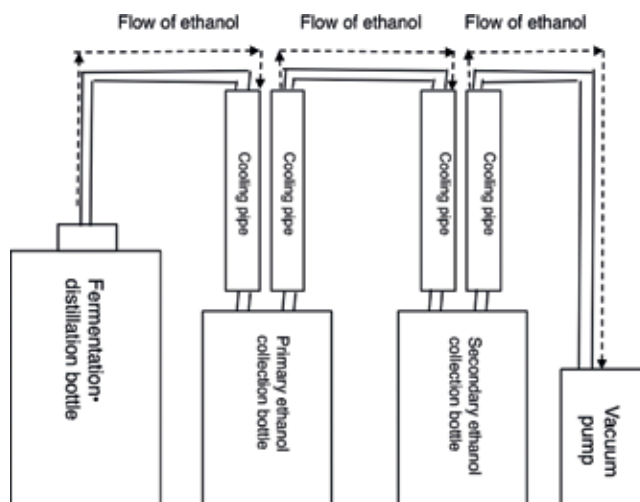 Flow of ethanol
Flow of ethanol
Flow of ethanol
Cooling pipe
Cooling pipe
Cooling pipe
Cooling pipe
Fermentation•
distillation bottle
Primary ethanol
collection bottle
Secondary ethanol
collection bottle
Vacuum
pump